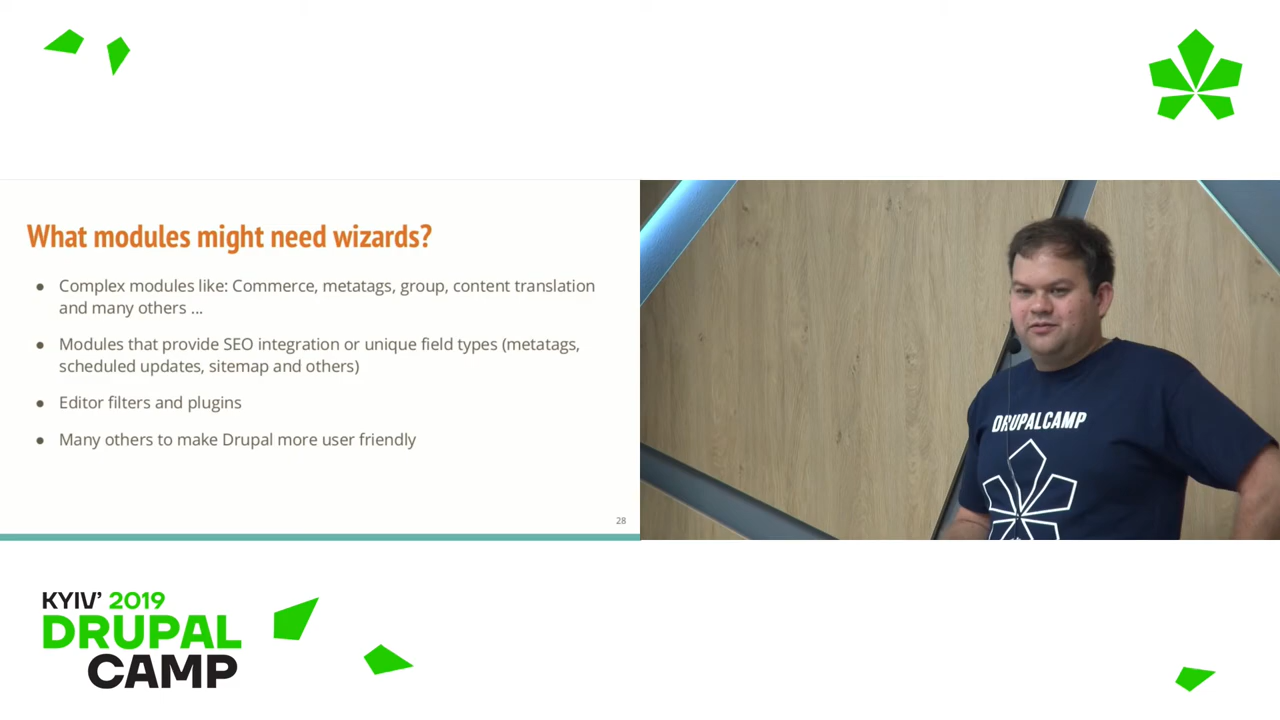 What modules might need wizards?
● Complex modules like: Commerce, metatags, group, content translation
and many others ...
● Modules that provide SEO integration or unique field types (metatags,
scheduled updates, sitemap and others)
● Editor filters and plugins
● Many others to make Drupal more user friendly
28
DRUPALCAMP
KYIV’ 2019
DRUPAL
CAMP